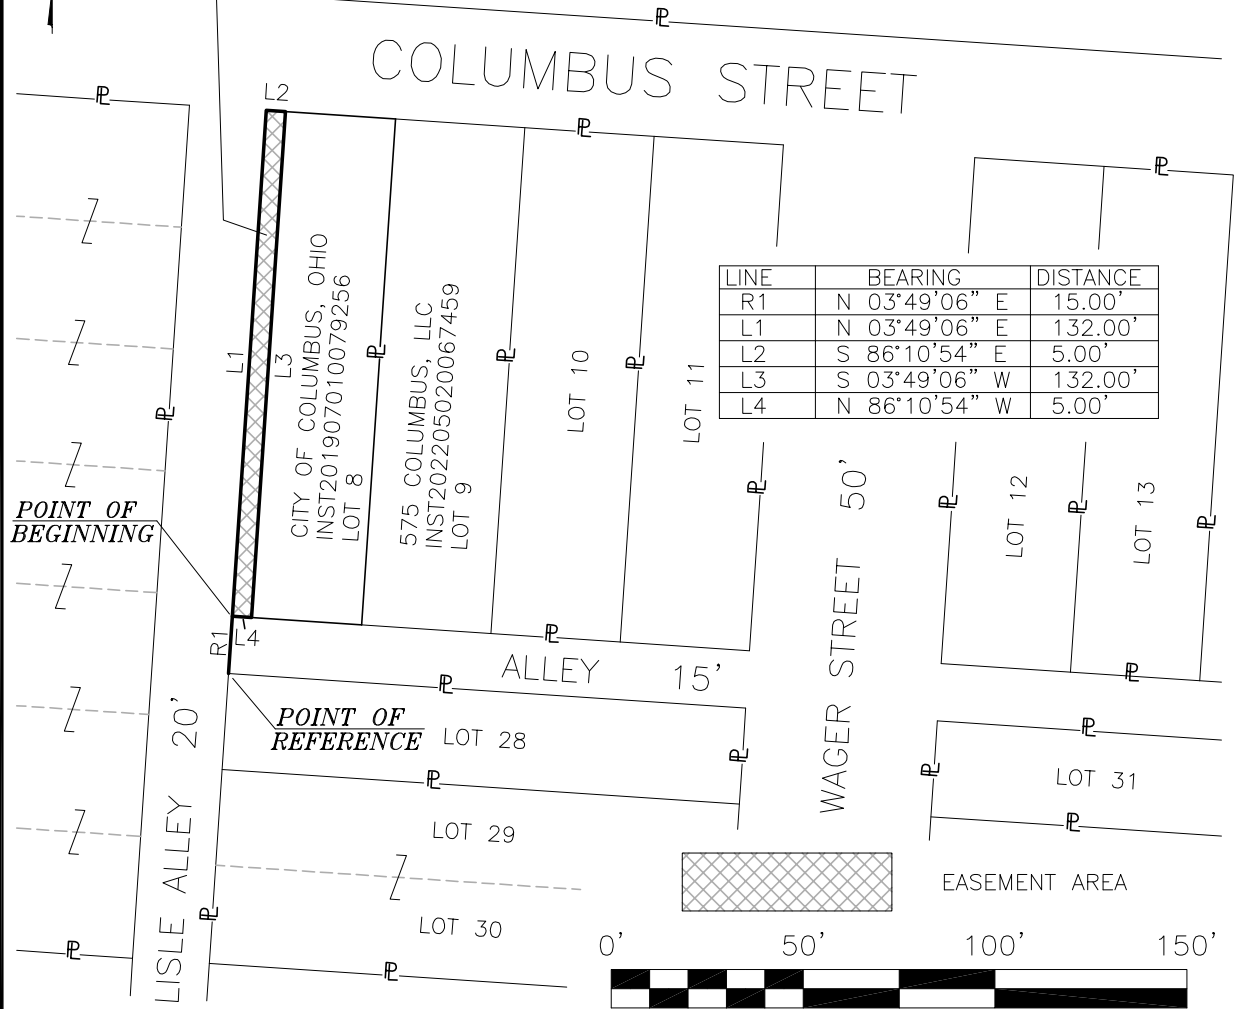 COLUMBUS STREET
L2
LINE BEARING DISTANCE
R1 N 03°49'06" E 15.00'
L1 N 03°49'06" E 132.00'
L2 S 86°10'54" E 5.00'
L3 S 03°49'06" W 132.00'
L4 N 86°10'54" W 5.00'
L1
L3
CITY OF COLUMBUS, OHIO
INST201907010079256
LOT 8
575 COLUMBUS, LLC
INST202205020067459
LOT 9
LOT 10
LOT 11
LOT 12
LOT 13
POINT OF
BEGINNING
R1
L4
ALLEY 15'
WAGER STREET 50'
POINT OF
REFERENCE
LISLE ALLEY 20'
LOT 28
LOT 29
LOT 30
LOT 31
EASEMENT AREA
0' 50' 100' 150'